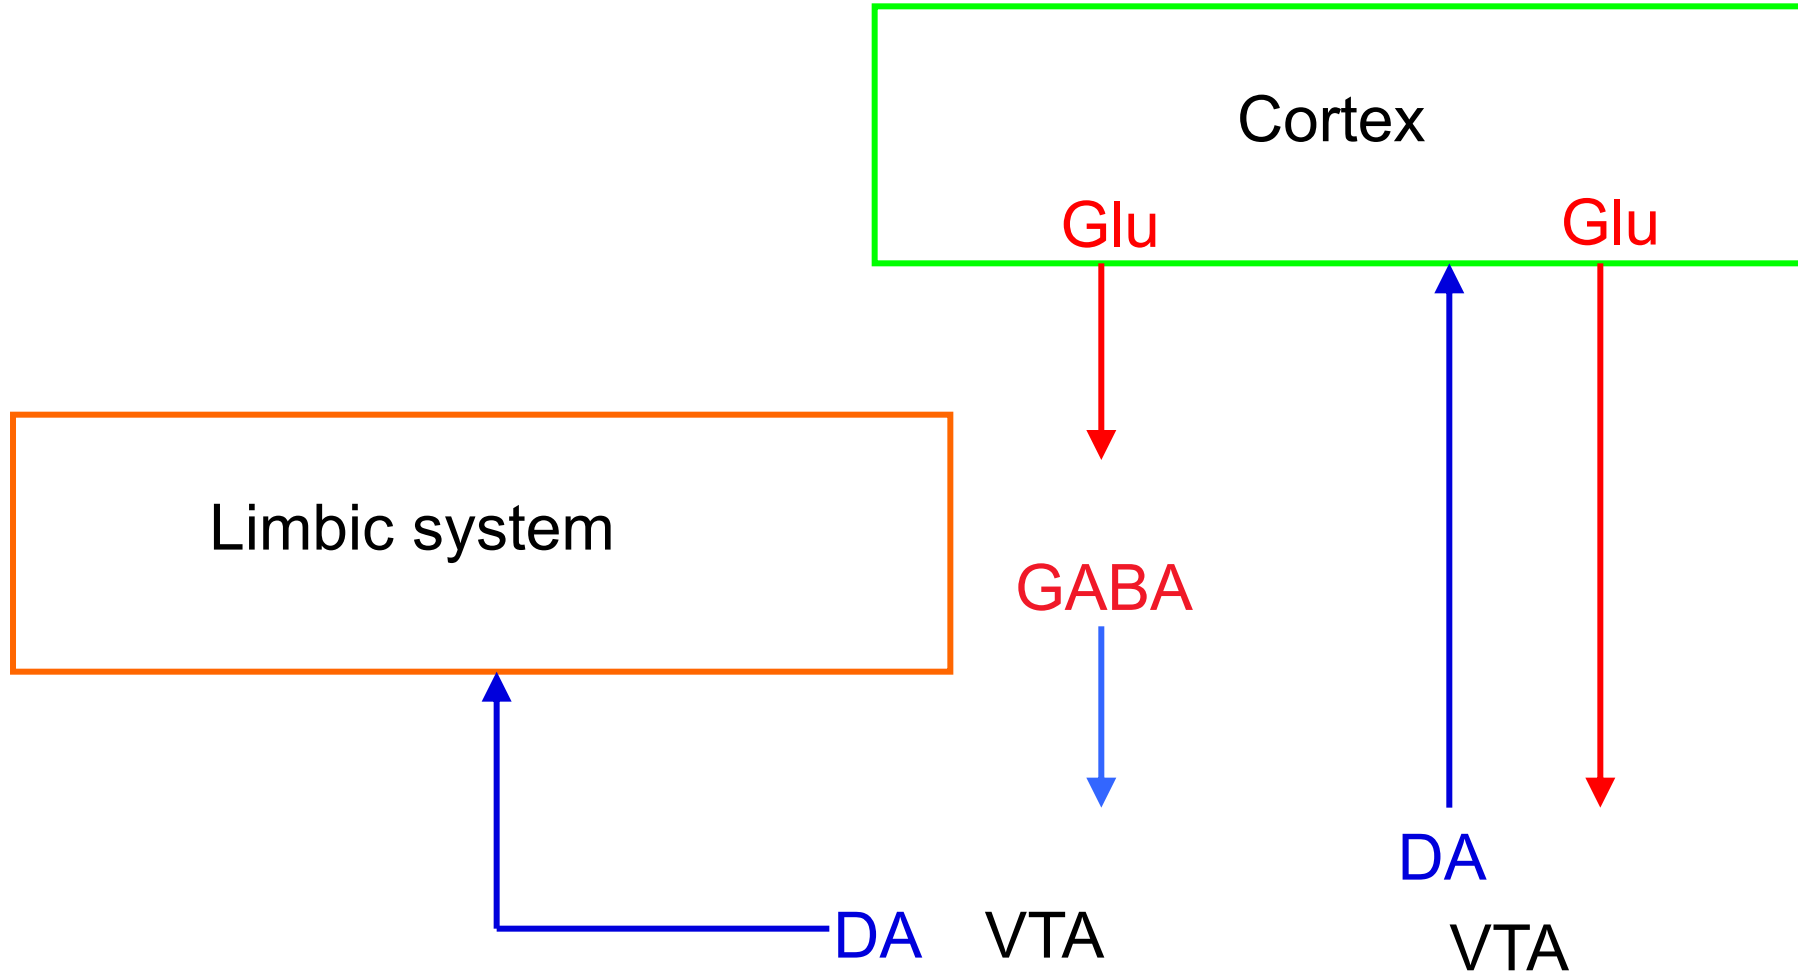 Cortex
Glu
Glu
Limbic system
GABA
DA
DA
VTA
VTA